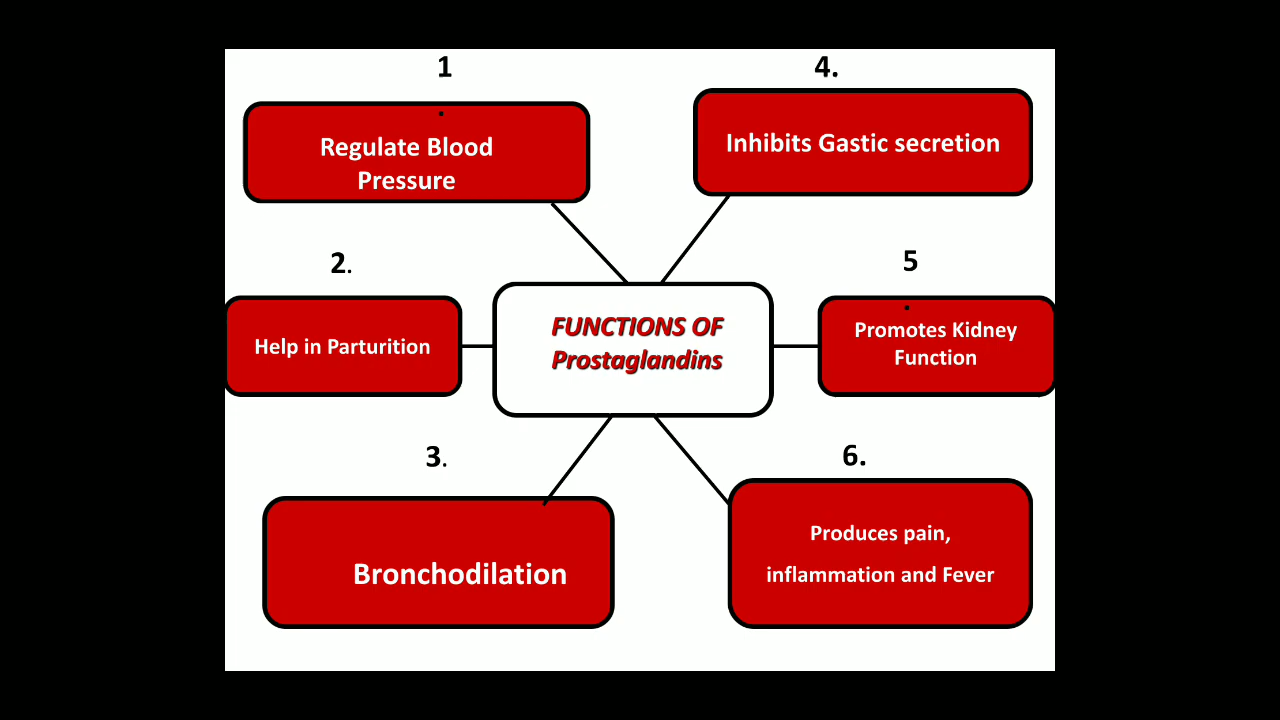 1
.
Regulate Blood
Pressure
4.
Inhibits Gastic secretion
2.
Help in Parturition
FUNCTIONS OF
Prostaglandins
5
.
Promotes Kidney
Function
3.
Bronchodilation
6.
Produces pain,
inflammation and Fever